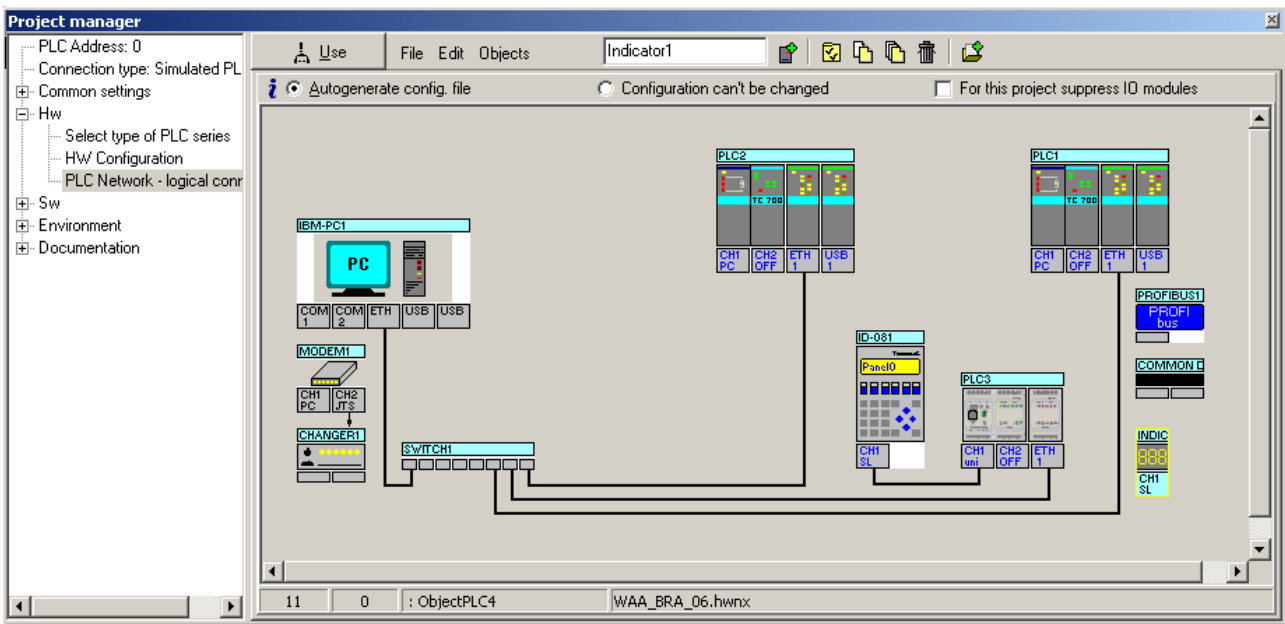 Project manager
PLC Address: 0
Connection type: Simulated PL
Common settings
Hw
Select type of PLC series
HW Configuration
PLC Network - logical conr
Sw
Environment
Documentation
Use File Edit Objects Indicator1
Autogenerate config. file
Configuration can't be changed
For this project suppress IO modules
PLC2
TC 700
CH1 PC
CH2 OFF
ETH 1
USB 1
PLC1
TC 700
CH1 PC
CH2 OFF
ETH 1
USB 1
IBM-PC1
PC
COM 1
COM 2
ETH
USB
USB
PROFIBUS1
PROFI
bus
MODEM1
CH1 PC
CH2 JTS
ID-081
Panel0
CH1 SL
COMMON D
PLC3
CH1 uni
CH2 OFF
ETH 1
CHANGER1
SWITCH1
INDIC
888
CH1
SL
11 0 : ObjectPLC4 WAA_BRA_06.hwnx